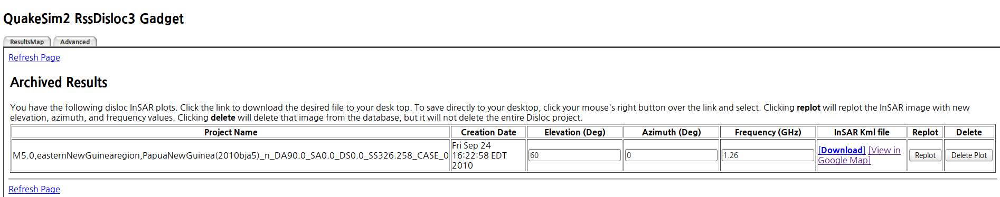 QuakeSim2 RssDisloc3 Gadget
ResultsMap Advanced
Refresh Page
Archived Results
You have the following disloc InSAR plots. Click the link to download the desired file to your desk top. To save directly to your desktop, click your mouse's right button over the link and select. Clicking replot will replot the InSAR image with new
elevation, azimuth, and frequency values. Clicking delete will delete that image from the database, but it will not delete the entire Disloc project.
Project Name Creation Date Elevation (Deg) Azimuth (Deg) Frequency (GHz) InSAR Kml file Replot Delete
M5.0,easternNewGuinearegion,PapuaNewGuinea(2010bja5)_n_DA90.0_SA0.0_DS0.0_SS326.258_CASE_0
Fri Sep 24
16:22:58 EDT
2010
60
0
1.26
[Download] [View in
Google Map]
Replot
Delete Plot
Refresh Page